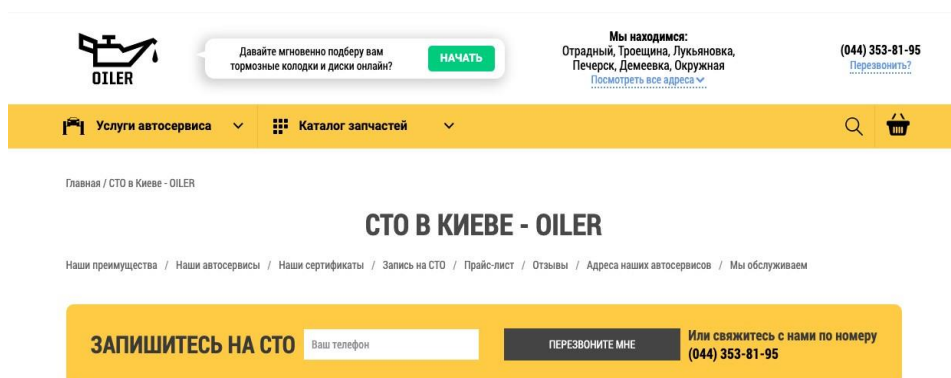 OILER
Давайте мгновенно подберу вам
тормозные колодки и диски онлайн?
НАЧАТЬ
Мы находимся:
Отрадный, Троещина, Лукьяновка,
Печерск, Демеевка, Окружная
Посмотреть все адреса
(044) 353-81-95
Перезвонить?
Услуги автосервиса
Каталог запчастей
Главная / СТО в Киеве - OILER
СТО В КИЕВЕ - OILER
Наши преимущества / Наши автосервисы / Наши сертификаты / Запись на СТО / Прайс-лист / Отзывы / Адреса наших автосервисов / Мы обслуживаем
ЗАПИШИТЕСЬ НА СТО
Ваш телефон
ПЕРЕЗВОНИТЕ МНЕ
Или свяжитесь с нами по номеру
(044) 353-81-95